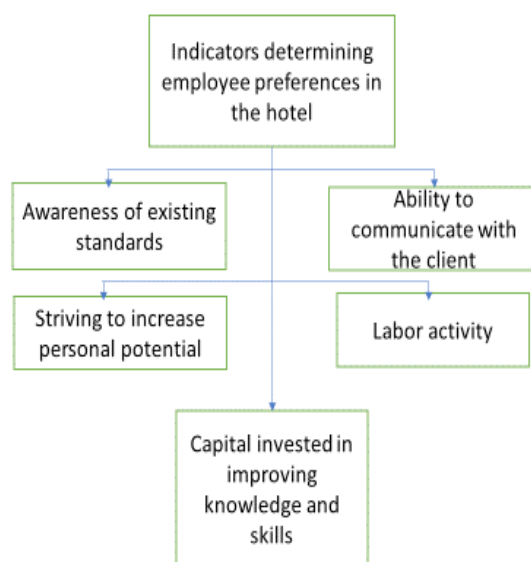 Indicators determining
employee preferences in
the hotel
Awareness of existing
standards
Ability to
communicate with
the client
Striving to increase
personal potential
Labor activity
Capital invested in
improving
knowledge and
skills